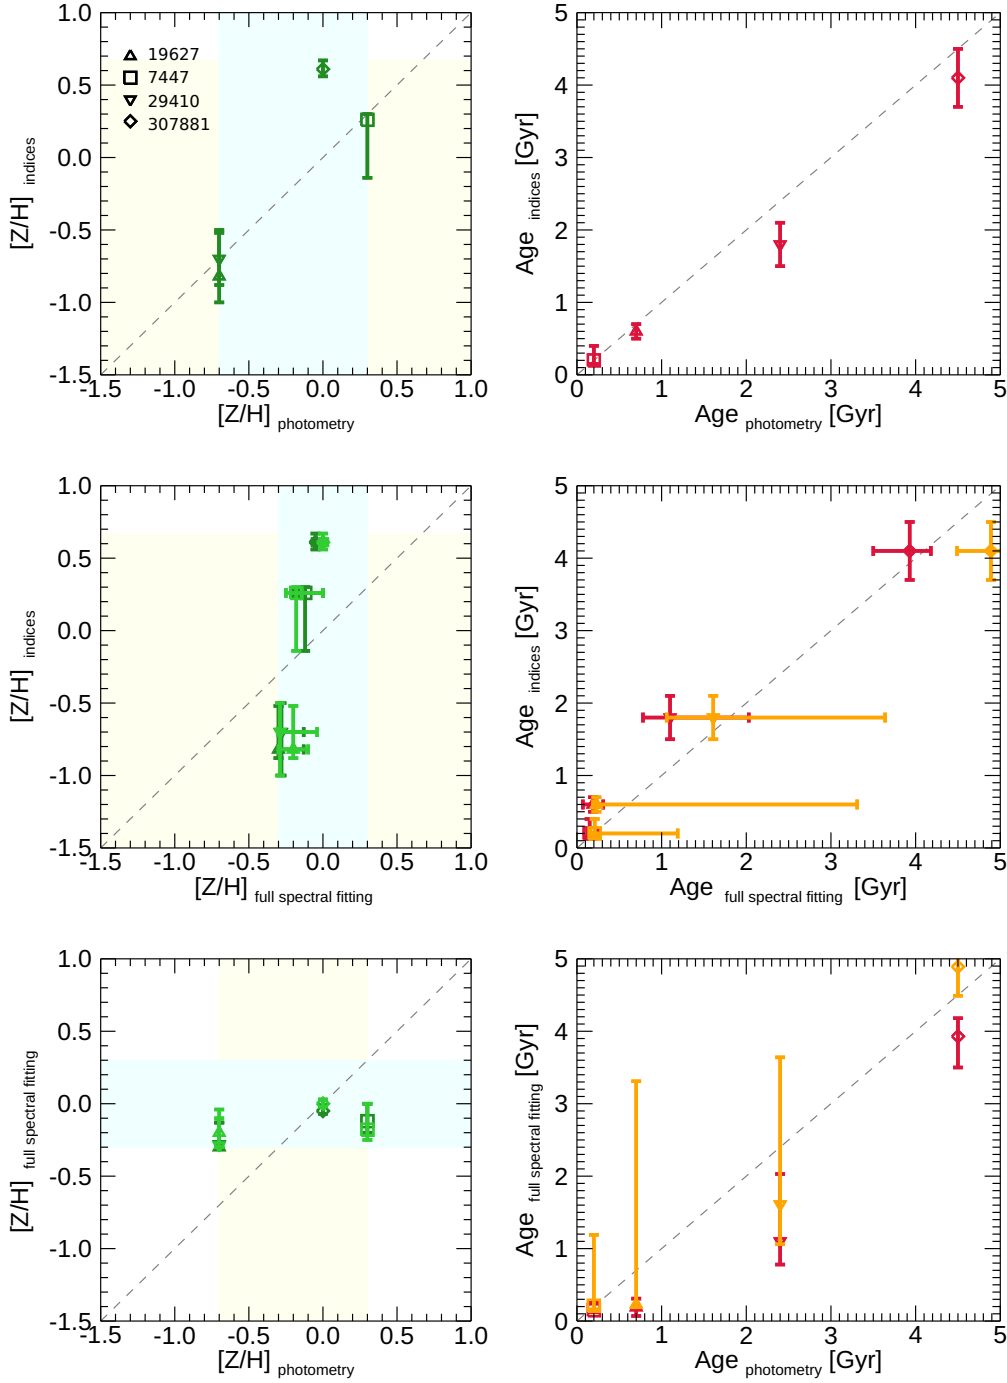 1.0
0.5
0.0
-0.5
-1.0
-1.5
[Z/H] indices
19627
7447
29410
307881
-1.5 -1.0 -0.5 0.0 0.5 1.0
[Z/H] photometry
5
4
3
2
1
0
Age indices [Gyr]
0 1 2 3 4 5
Age photometry [Gyr]
1.0
0.5
0.0
-0.5
-1.0
-1.5
[Z/H] indices
-1.5 -1.0 -0.5 0.0 0.5 1.0
[Z/H] full spectral fitting
5
4
3
2
1
0
Age indices [Gyr]
0 1 2 3 4 5
Age full spectral fitting [Gyr]
1.0
0.5
0.0
-0.5
-1.0
-1.5
[Z/H] full spectral fitting
-1.5 -1.0 -0.5 0.0 0.5 1.0
[Z/H] photometry
5
4
3
2
1
0
Age full spectral fitting [Gyr]
0 1 2 3 4 5
Age photometry [Gyr]